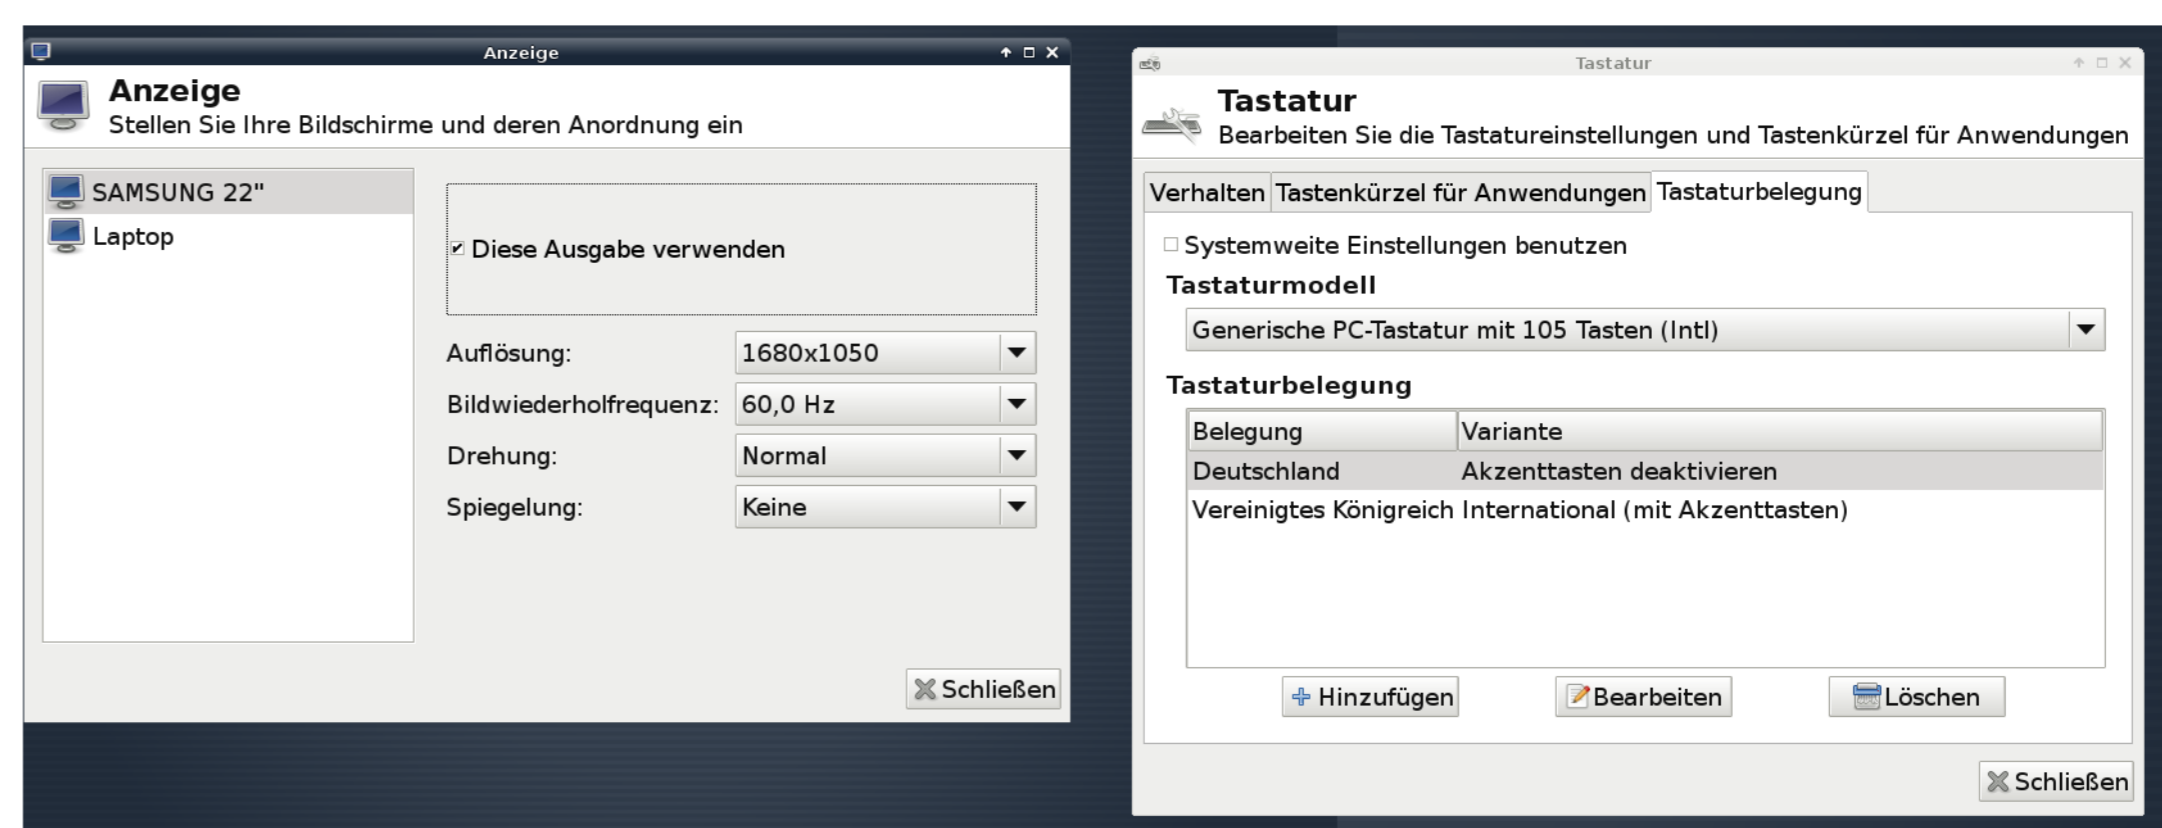 Anzeige
Anzeige
Stellen Sie Ihre Bildschirme und deren Anordnung ein
SAMSUNG 22"
Laptop
Diese Ausgabe verwenden
Auflösung: 1680x1050
Bildwiederholfrequenz: 60,0 Hz
Drehung: Normal
Spiegelung: Keine
Schließen
Tastatur
Tastatur
Bearbeiten Sie die Tastatureinstellungen und Tastenkürzel für Anwendungen
Verhalten Tastenkürzel für Anwendungen Tastaturbelegung
Systemweite Einstellungen benutzen
Tastaturmodell
Generische PC-Tastatur mit 105 Tasten (Intl)
Tastaturbelegung
Belegung Variante
Deutschland Akzenttasten deaktivieren
Vereinigtes Königreich International (mit Akzenttasten)
Hinzufügen Bearbeiten Löschen
Schließen